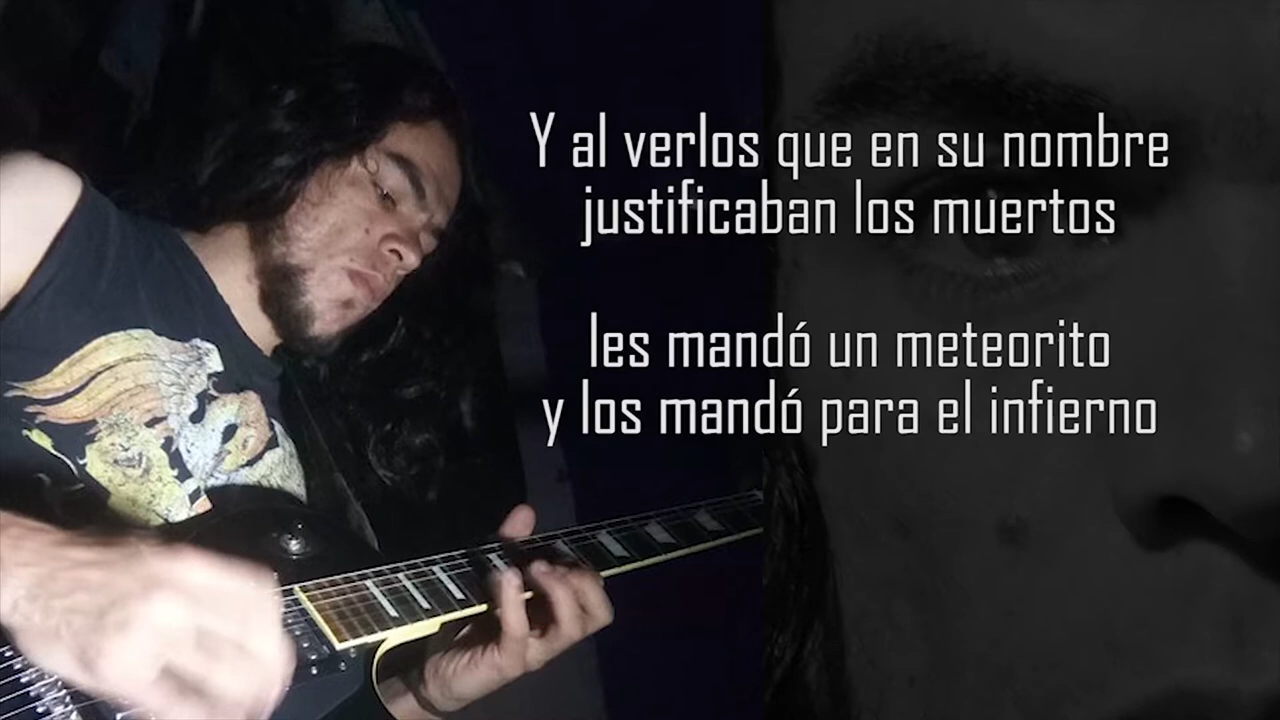 Y al verlos que en su nombre
justificaban los muertos
les mandó un meteorito
y los mandó para el infierno